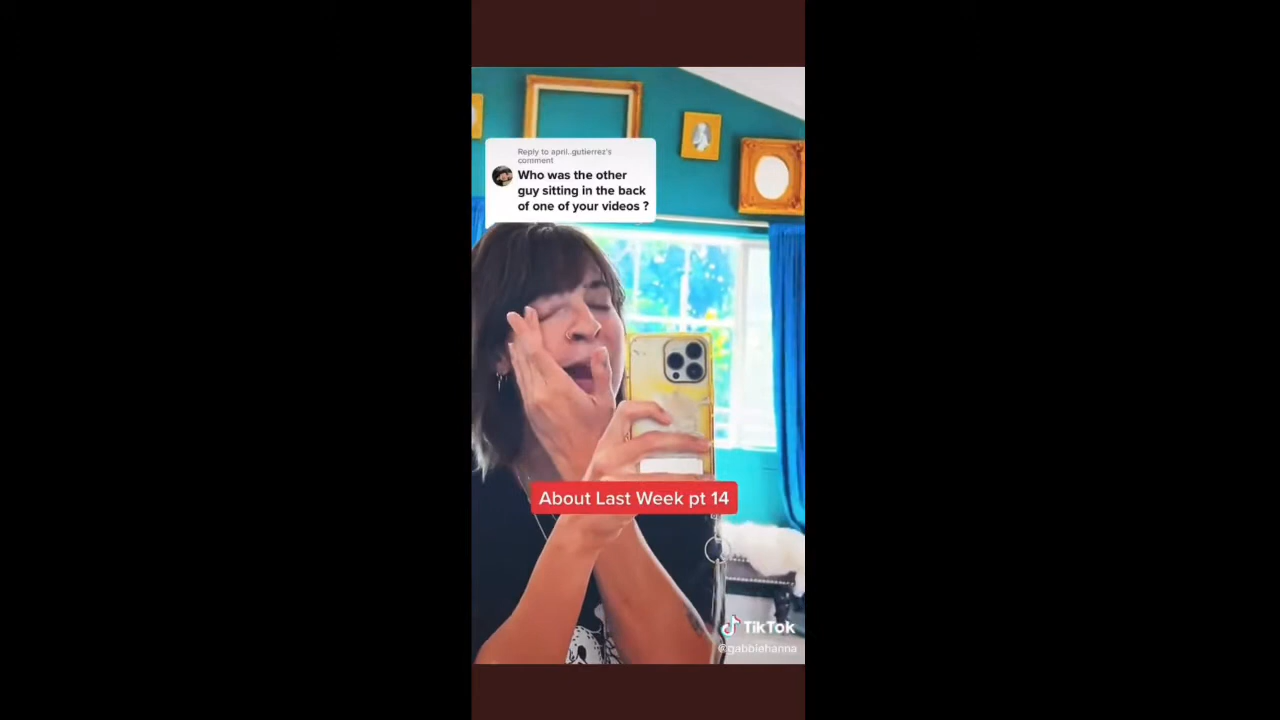 Reply to april..gutierrez's
comment
Who was the other
guy sitting in the back
of one of your videos ?
About Last Week pt 14
TikTok
@gabbiehanna